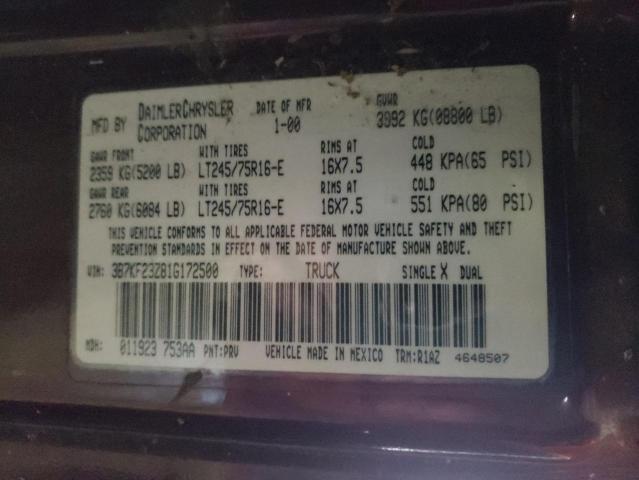 MFD BY DAIMLERCHRYSLER CORPORATION DATE OF MFR 1-00 GVWR 3992 KG(08800 LB)
GAWR FRONT WITH TIRES RIMS AT COLD
2359 KG(5200 LB) LT245/75R16-E 16X7.5 448 KPA(65 PSI)
GAWR REAR WITH TIRES RIMS AT COLD
2760 KG(6084 LB) LT245/75R16-E 16X7.5 551 KPA(80 PSI)
THIS VEHICLE CONFORMS TO ALL APPLICABLE FEDERAL MOTOR VEHICLE SAFETY AND THEFT
PREVENTION STANDARDS IN EFFECT ON THE DATE OF MANUFACTURE SHOWN ABOVE.
VIN: 3B7KF23Z81G172500 TYPE: TRUCK SINGLE X DUAL
MDH: 011923 753AA PNT:PRV VEHICLE MADE IN MEXICO TRM:R1AZ 4648507